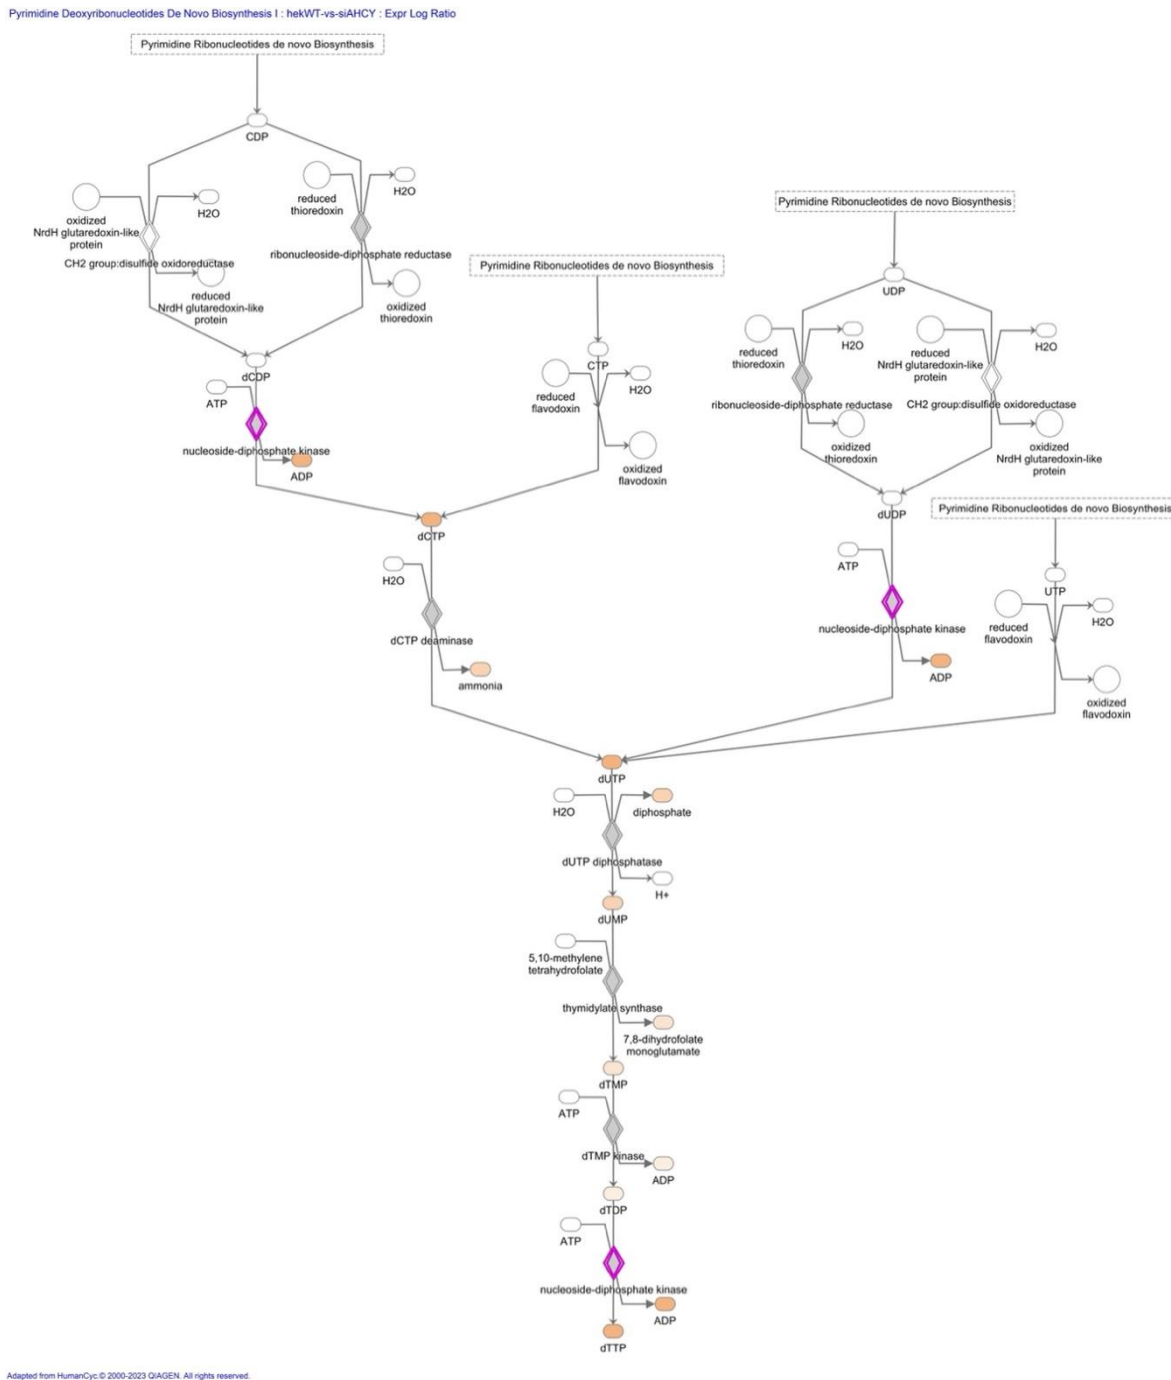 Pyrimidine Deoxyribonucleotides De Novo Biosynthesis I : hekWT-vs-siAHCY : Expr Log Ratio
Pyrimidine Ribonucleotides de novo Biosynthesis
CDP
oxidized
NrdH glutaredoxin-like
protein
H2O
CH2 group:disulfide oxidoreductase
reduced
NrdH glutaredoxin-like
protein
reduced
thioredoxin
H2O
ribonucleoside-diphosphate reductase
oxidized
thioredoxin
dCDP
ATP
nucleoside-diphosphate kinase
ADP
Pyrimidine Ribonucleotides de novo Biosynthesis
CTP
reduced
flavodoxin
H2O
oxidized
flavodoxin
dCTP
H2O
dCTP deaminase
ammonia
Pyrimidine Ribonucleotides de novo Biosynthesis
UDP
reduced
thioredoxin
H2O
ribonucleoside-diphosphate reductase
oxidized
thioredoxin
reduced
NrdH glutaredoxin-like
protein
H2O
CH2 group:disulfide oxidoreductase
oxidized
NrdH glutaredoxin-like
protein
dUDP
ATP
nucleoside-diphosphate kinase
ADP
Pyrimidine Ribonucleotides de novo Biosynthesis
UTP
reduced
flavodoxin
H2O
oxidized
flavodoxin
dUTP
H2O
diphosphate
dUTP diphosphatase
H+
dUMP
5,10-methylene
tetrahydrofolate
thymidylate synthase
7,8-dihydrofolate
monoglutamate
dTMP
ATP
dTMP kinase
ADP
dTDP
ATP
nucleoside-diphosphate kinase
ADP
dTTP
Adapted from HumanCyc.© 2000-2023 QIAGEN. All rights reserved.